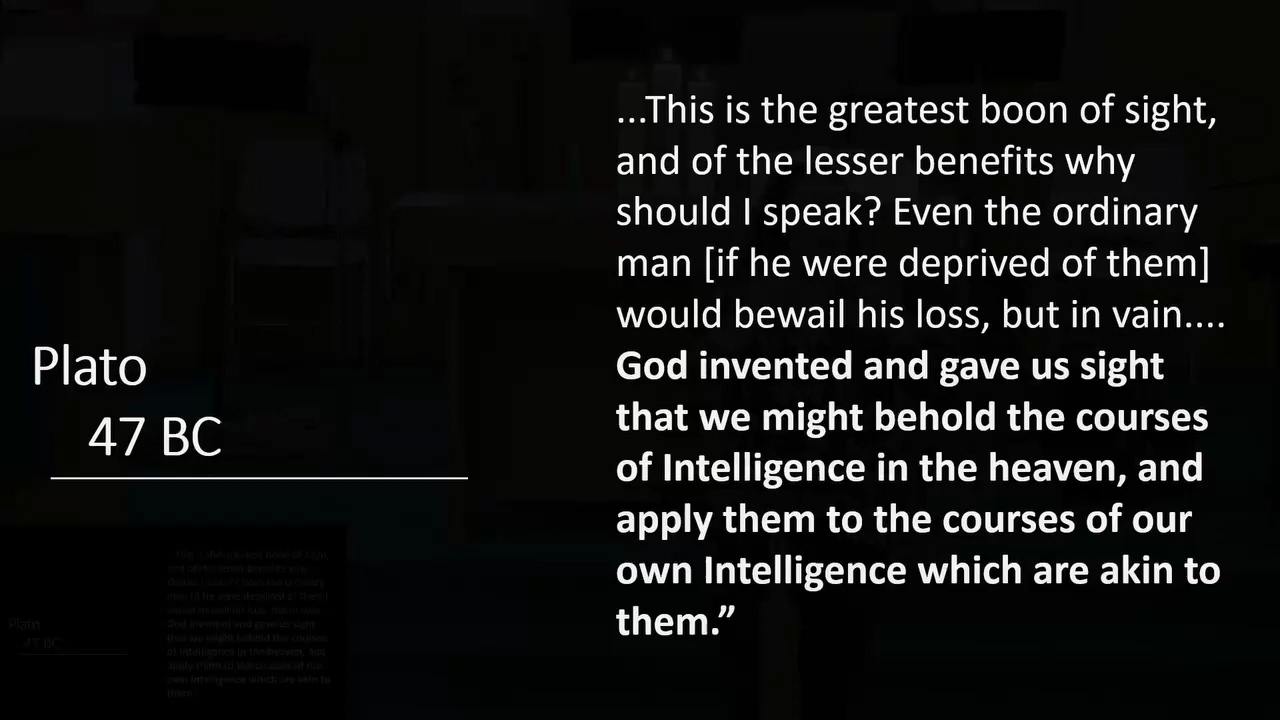 Plato
47 BC
...This is the greatest boon of sight,
and of the lesser benefits why
should I speak? Even the ordinary
man [if he were deprived of them]
would bewail his loss, but in vain....
God invented and gave us sight
that we might behold the courses
of Intelligence in the heaven, and
apply them to the courses of our
own Intelligence which are akin to
them.”
Plato
47 BC